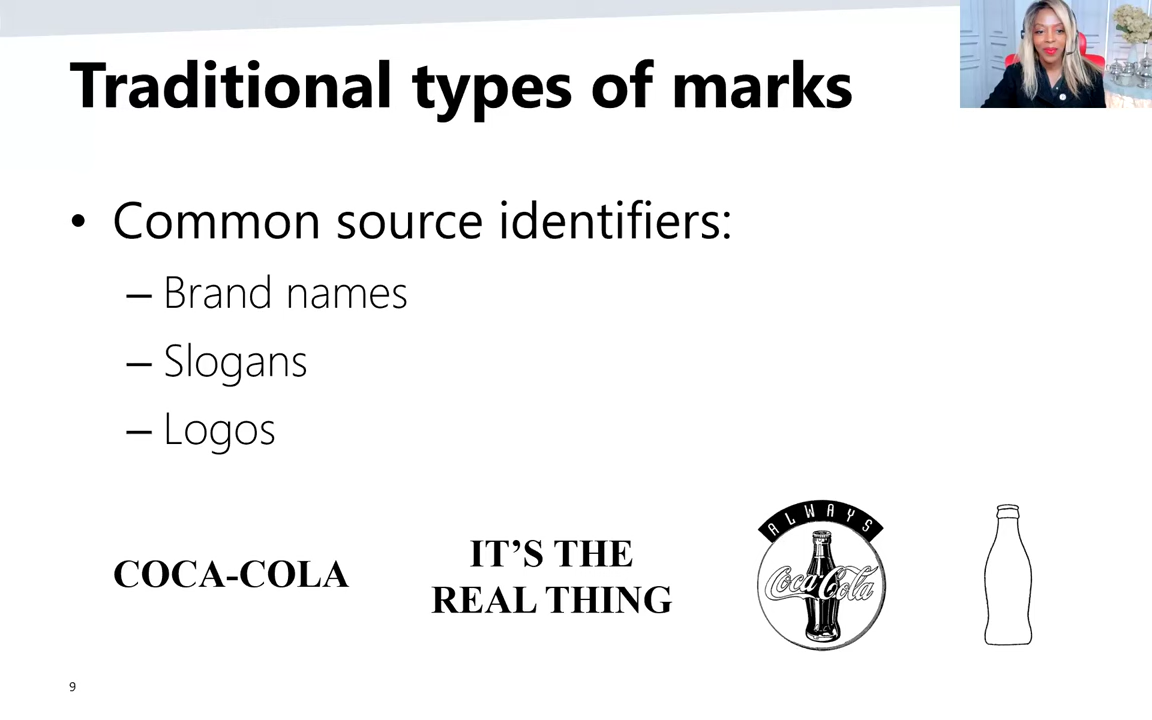 Traditional types of marks
• Common source identifiers:
– Brand names
– Slogans
– Logos
COCA-COLA
IT’S THE
REAL THING
ALWAYS
Coca-Cola
9